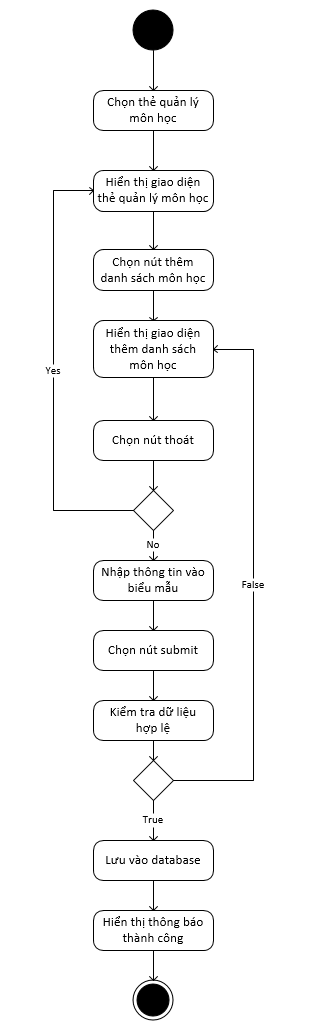 Chọn thẻ quản lý
môn học
Hiển thị giao diện
thẻ quản lý môn học
Chọn nút thêm
danh sách môn học
Hiển thị giao diện
thêm danh sách
môn học
Yes
Chọn nút thoát
No
Nhập thông tin vào
biểu mẫu
False
Chọn nút submit
Kiểm tra dữ liệu
hợp lệ
True
Lưu vào database
Hiển thị thông báo
thành công